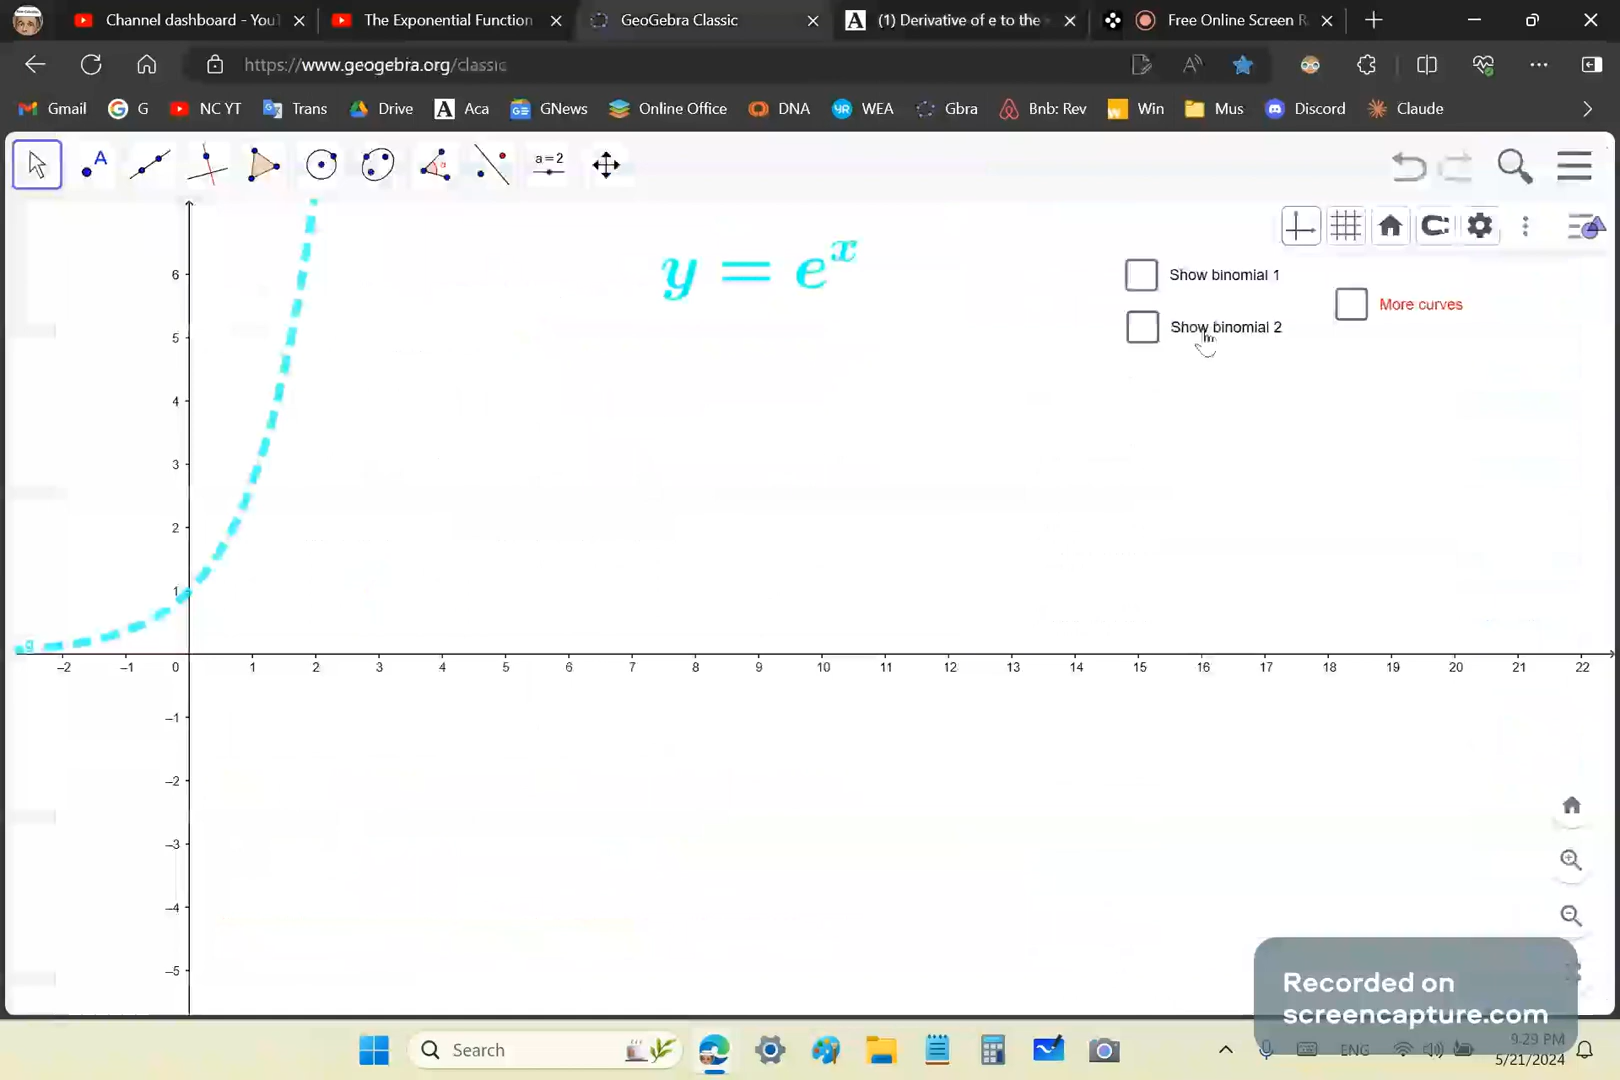 Channel dashboard - You
The Exponential Function
GeoGebra Classic
(1) Derivative of e to the
Free Online Screen R
https://www.geogebra.org/classic
Gmail
G
NC YT
Trans
Drive
Aca
GNews
Online Office
DNA
WEA
Gbra
Bnb: Rev
Win
Mus
Discord
Claude
A
a = 2
y = e^x
Show binomial 1
Show binomial 2
More curves
6
5
4
3
2
1
g
−2 −1 0 1 2 3 4 5 6 7 8 9 10 11 12 13 14 15 16 17 18 19 20 21 22
−1
−2
−3
−4
−5
Recorded on
screencapture.com
Search
ENG
9:29 PM
5/21/2024